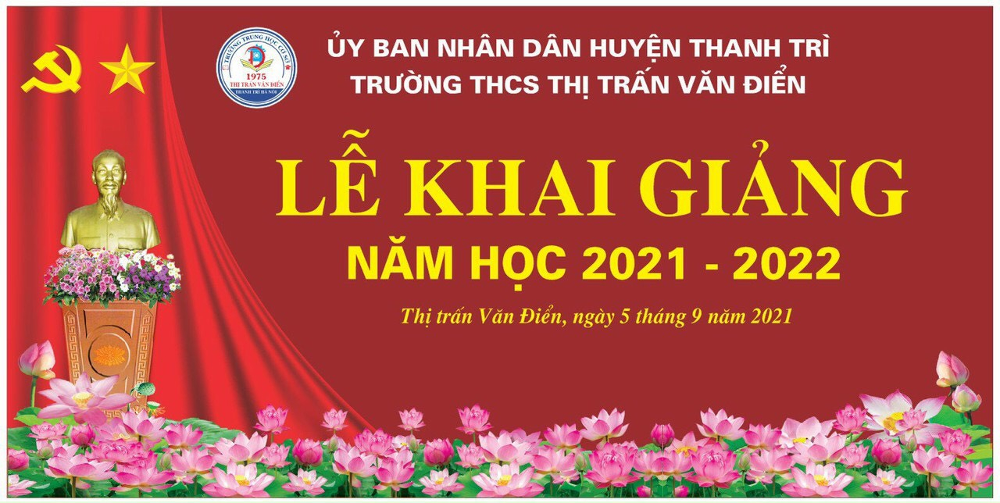 ỦY BAN NHÂN DÂN HUYỆN THANH TRÌ
TRƯỜNG THCS THỊ TRẤN VĂN ĐIỂN
TRƯỜNG TRUNG HỌC CƠ SỞ
1975
THỊ TRẤN VĂN ĐIỂN
THANH TRÌ HÀ NỘI
LỄ KHAI GIẢNG
NĂM HỌC 2021 - 2022
Thị trấn Văn Điển, ngày 5 tháng 9 năm 2021